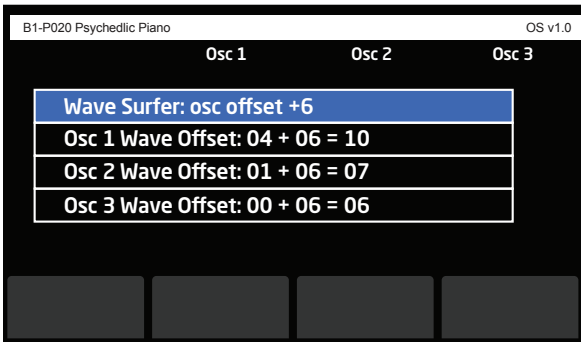 B1-P020 Psychedlic Piano OS v1.0
Osc 1 Osc 2 Osc 3
Wave Surfer: osc offset +6
Osc 1 Wave Offset: 04 + 06 = 10
Osc 2 Wave Offset: 01 + 06 = 07
Osc 3 Wave Offset: 00 + 06 = 06